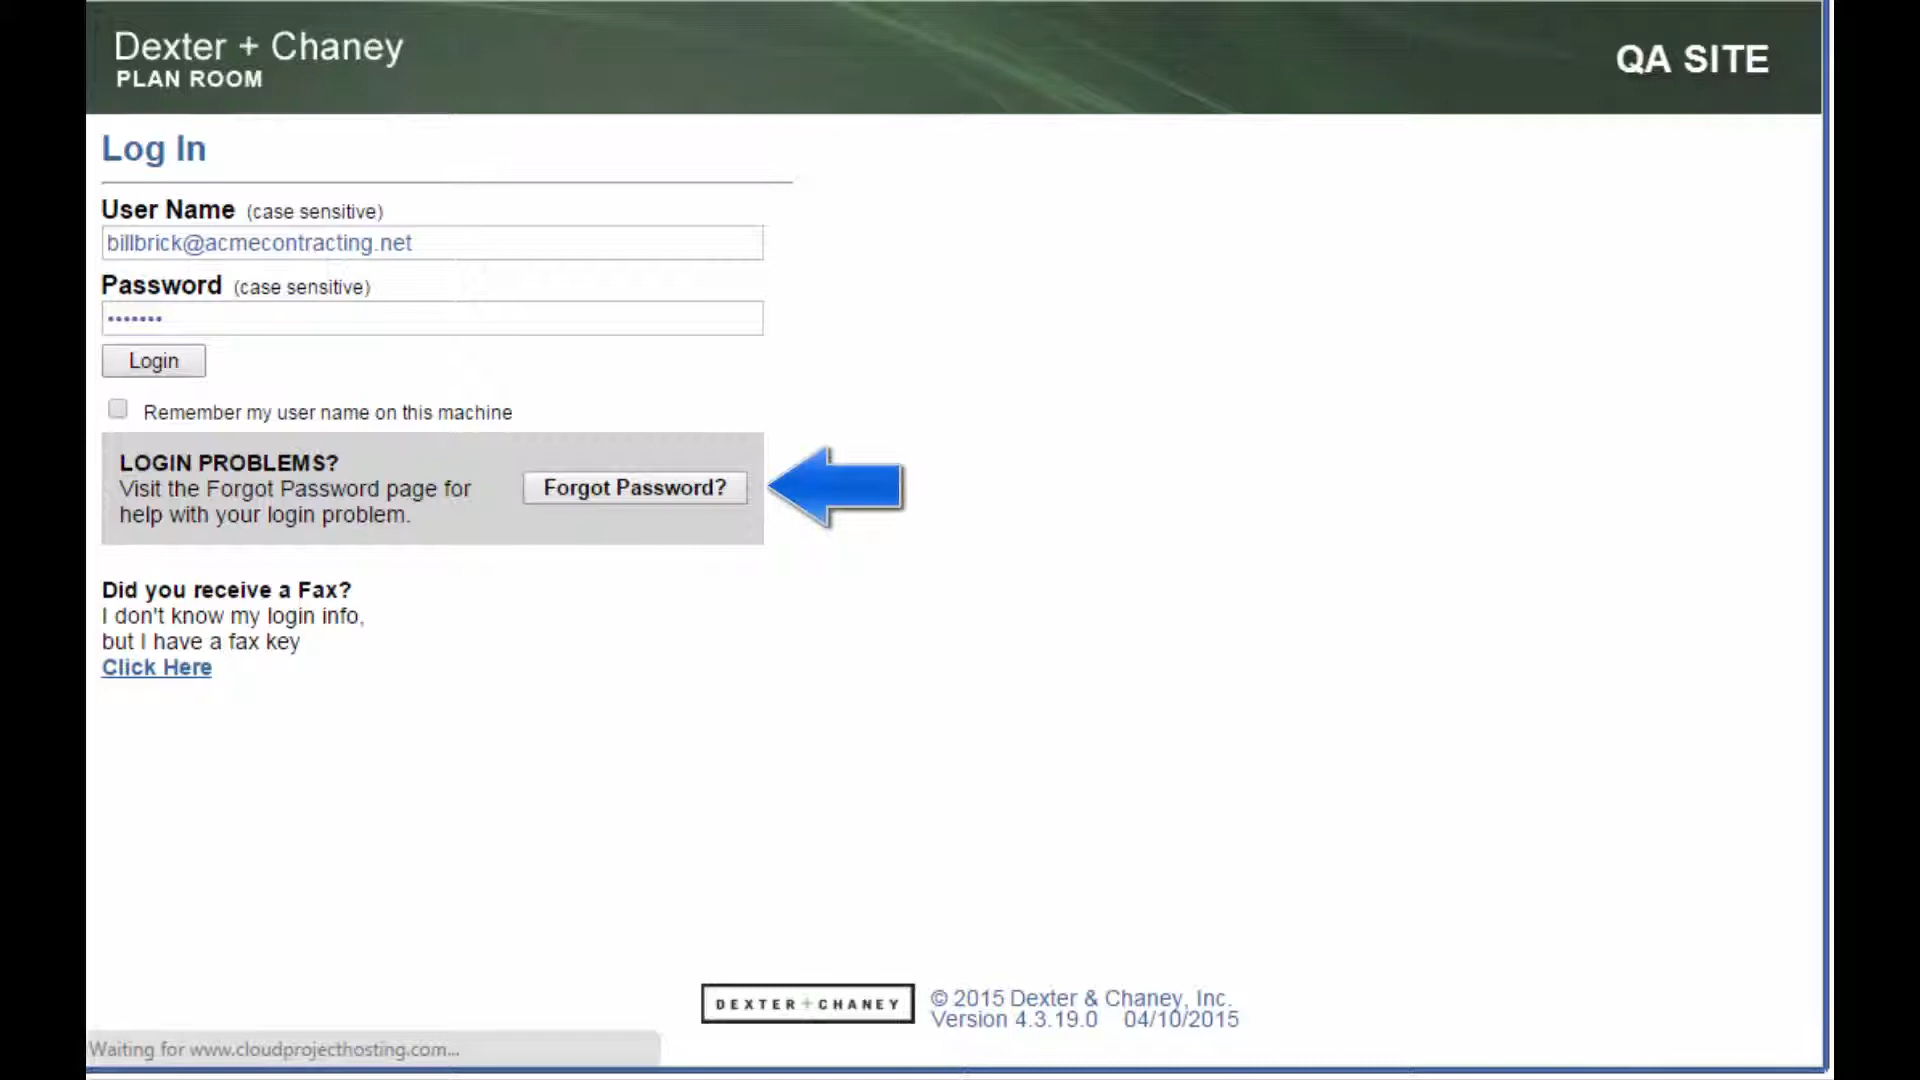 Dexter + Chaney
PLAN ROOM
QA SITE
Log In
User Name (case sensitive)
billbrick@acmecontracting.net
Password (case sensitive)
•••••••
Login
Remember my user name on this machine
LOGIN PROBLEMS?
Visit the Forgot Password page for
help with your login problem.
Forgot Password?
Did you receive a Fax?
I don't know my login info,
but I have a fax key
Click Here
DEXTER+CHANEY
© 2015 Dexter & Chaney, Inc.
Version 4.3.19.0 04/10/2015
Waiting for www.cloudprojecthosting.com...